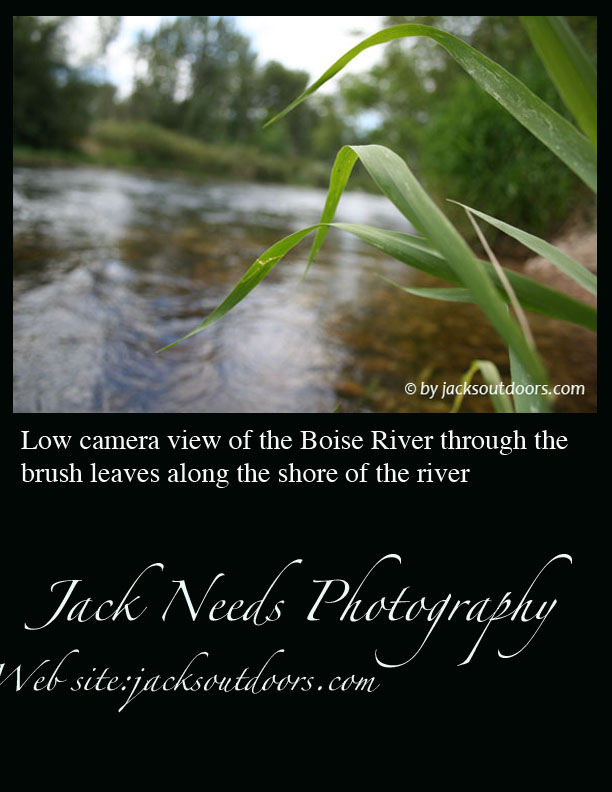 © by jacksoutdoors.com
Low camera view of the Boise River through the
brush leaves along the shore of the river
Jack Needs Photography
Web site:jacksoutdoors.com